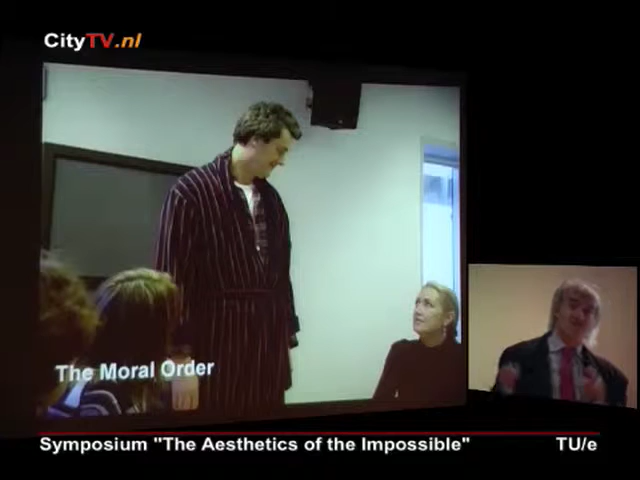 CityTV.nl
The Moral Order
Symposium "The Aesthetics of the Impossible" TU/e